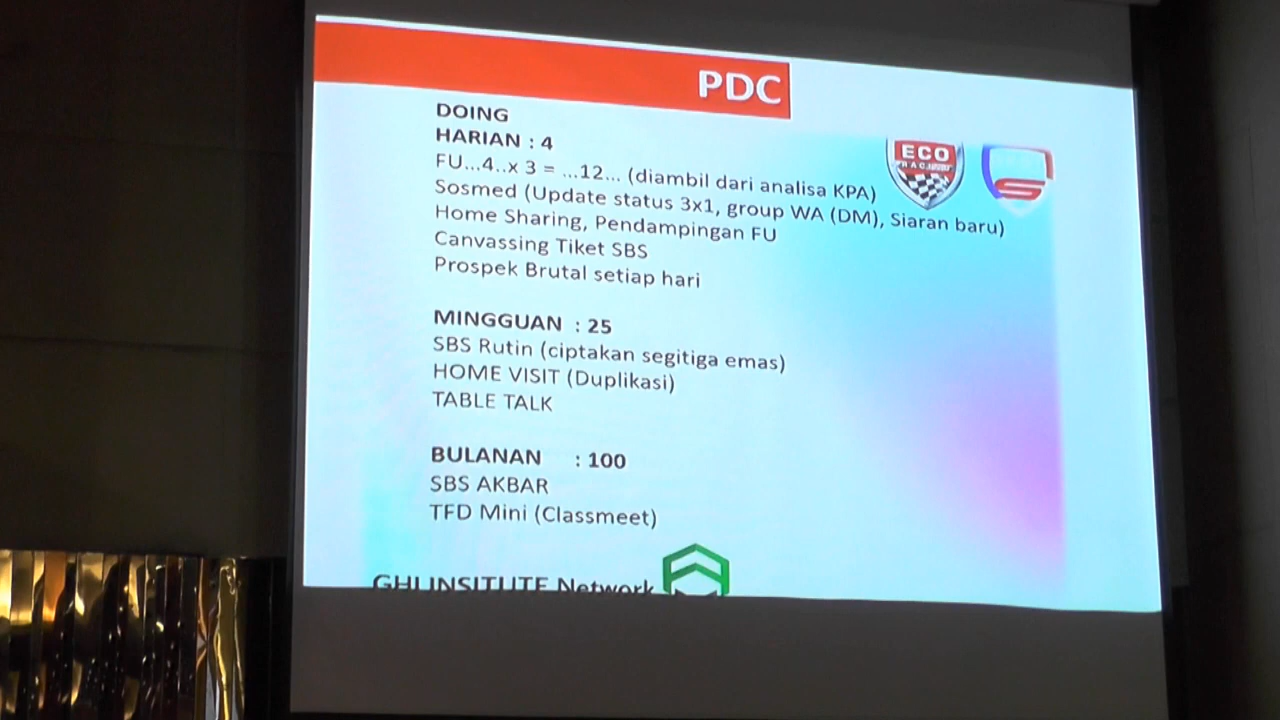 PDC
DOING
HARIAN : 4
FU...4..x 3 = ...12... (diambil dari analisa KPA)
Sosmed (Update status 3x1, group WA (DM), Siaran baru)
Home Sharing, Pendampingan FU
Canvassing Tiket SBS
Prospek Brutal setiap hari
MINGGUAN : 25
SBS Rutin (ciptakan segitiga emas)
HOME VISIT (Duplikasi)
TABLE TALK
BULANAN : 100
SBS AKBAR
TFD Mini (Classmeet)
ECO
RACING
Network